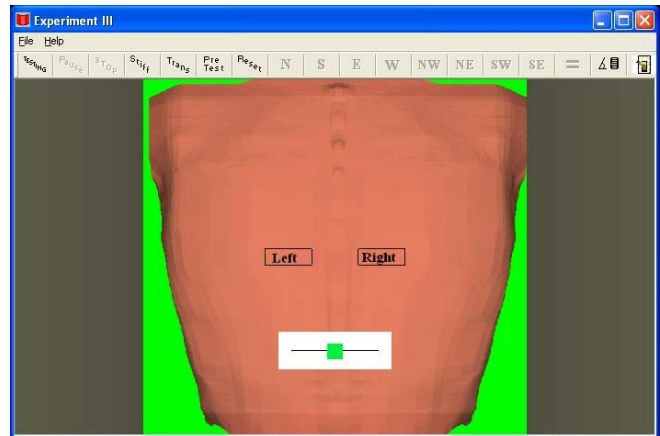 Experiment III
File Help
TESTING Pause STOp Stiff Trans Pre Test Reset N S E W NW NE SW SE =
Left Right